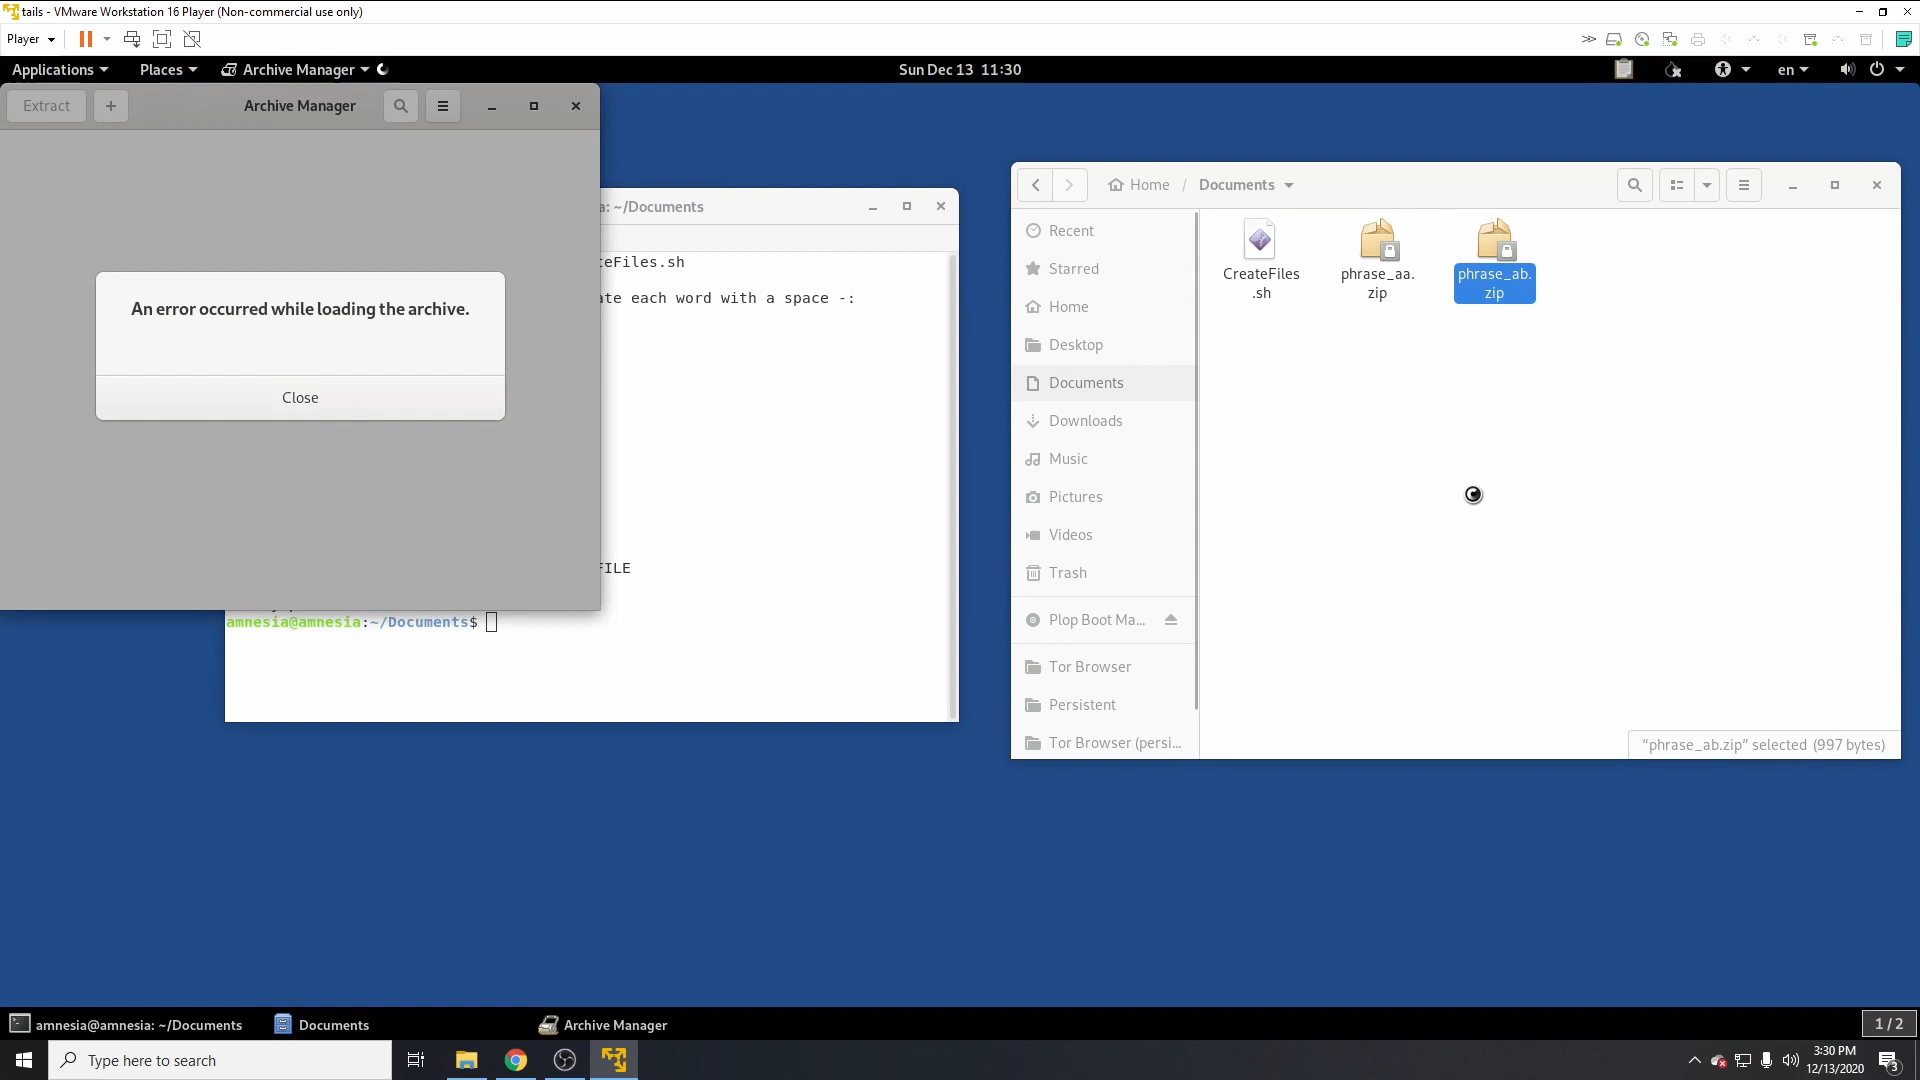 tails - VMware Workstation 16 Player (Non-commercial use only)
Player
Applications
Places
Archive Manager
Sun Dec 13 11:30
en
Extract
Archive Manager
An error occurred while loading the archive.
Close
a: ~/Documents
teFiles.sh
ate each word with a space -:
FILE
amnesia@amnesia:~/Documents$
Home / Documents
Recent
Starred
Home
Desktop
Documents
Downloads
Music
Pictures
Videos
Trash
Plop Boot Ma...
Tor Browser
Persistent
Tor Browser (persi...
CreateFiles
.sh
phrase_aa.
zip
phrase_ab.
zip
"phrase_ab.zip" selected (997 bytes)
amnesia@amnesia: ~/Documents
Documents
Archive Manager
1 / 2
Type here to search
3:30 PM
12/13/2020
3